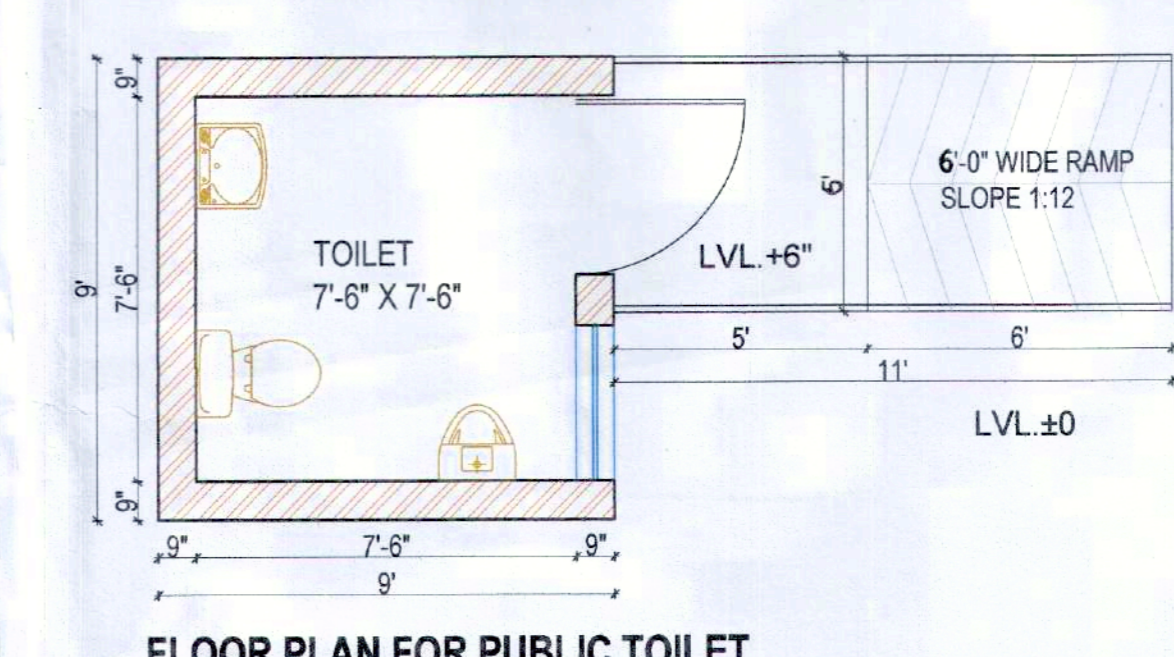 9"
9'
7'-6"
9"
TOILET
7'-6" X 7'-6"
6'
6'-0" WIDE RAMP
SLOPE 1:12
LVL.+6"
5'
6'
11'
LVL.±0
9"
7'-6"
9"
9'
FLOOR PLAN FOR PUBLIC TOILET